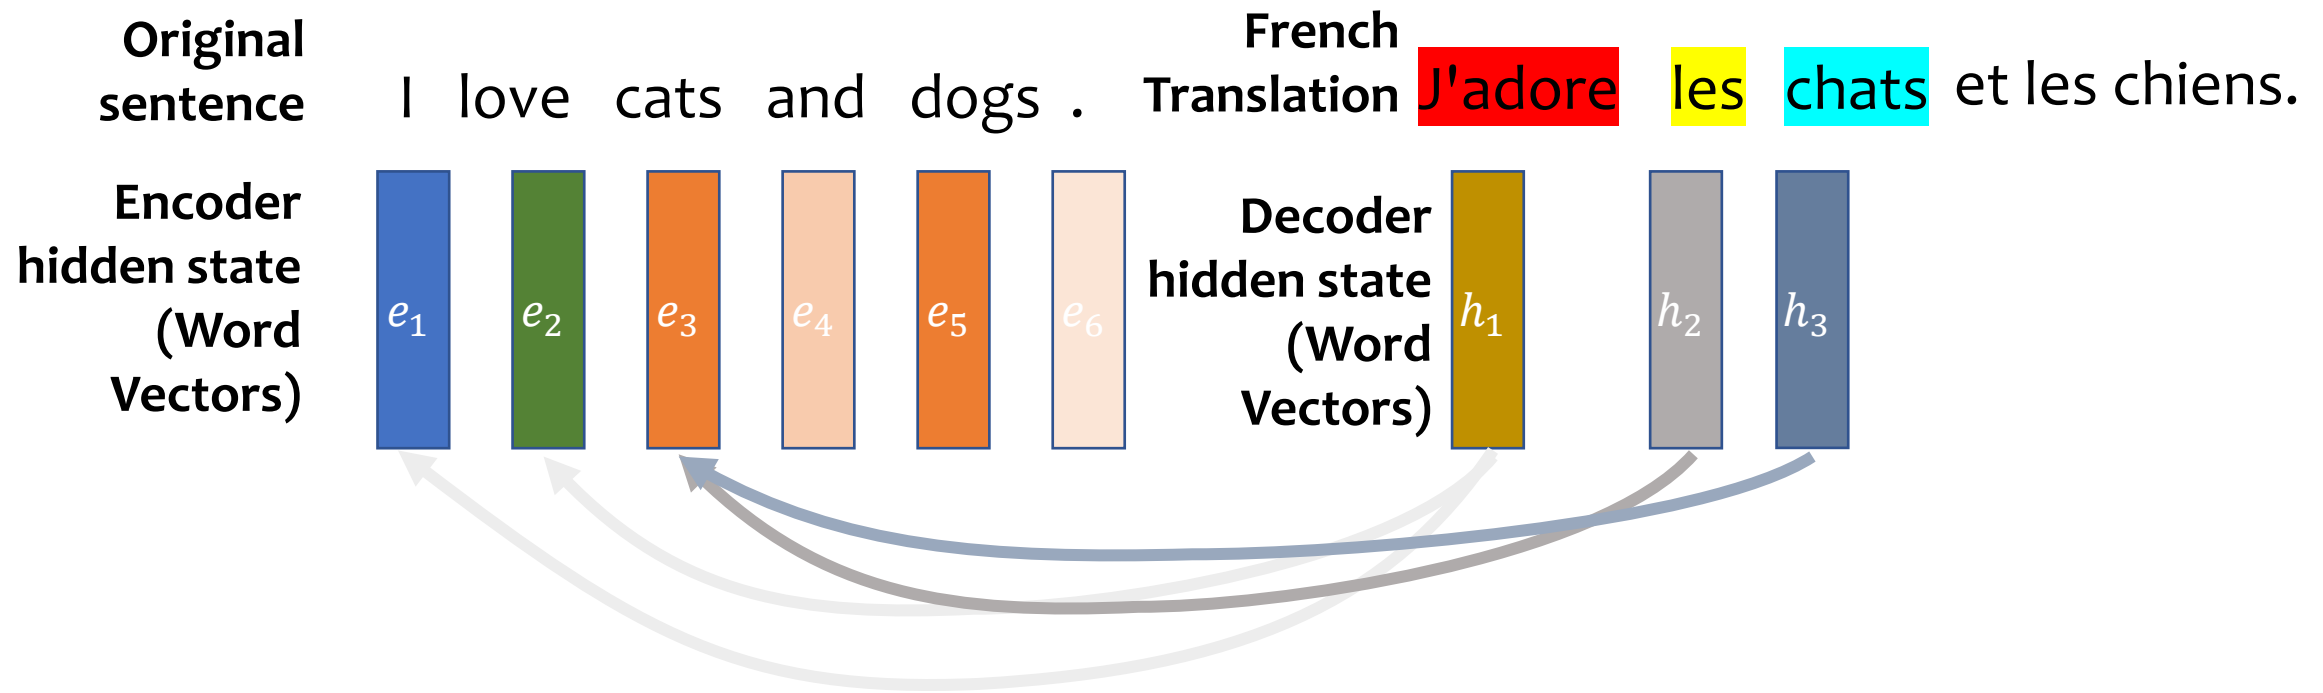 Original
sentence
I love cats and dogs .
French
Translation
J'adore les chats et les chiens.
Encoder
hidden state
(Word
Vectors)
e₁ e₂ e₃ e₄ e₅ e₆
Decoder
hidden state
(Word
Vectors)
h₁ h₂ h₃